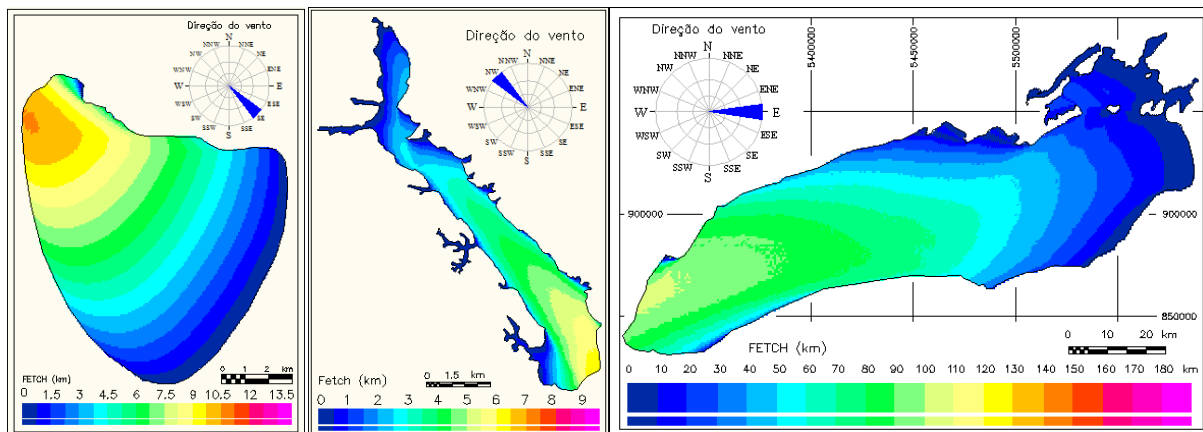 Direção do vento
N
NNW NNE
NW NE
WNW ENE
W E
WSW ESE
SW SE
SSW SSE
S
0 1 2 km
FETCH (km)
0 1.5 3 4.5 6 7.5 9 10.5 12 13.5
Direção do vento
N
NNW NNE
NW NE
WNW ENE
W E
WSW ESE
SW SE
SSW SSE
S
Fetch (km)
0 1.5 km
0 1 2 3 4 5 6 7 8 9
Direção do vento
N
NNW NNE
NW NE
WNW ENE
W E
WSW ESE
SW SE
SSW SSE
S
5400000
5450000
5500000
900000
900000
850000
0 10 20 km
FETCH (km)
0 10 20 30 40 50 60 70 80 90 100 110 120 130 140 150 160 170 180